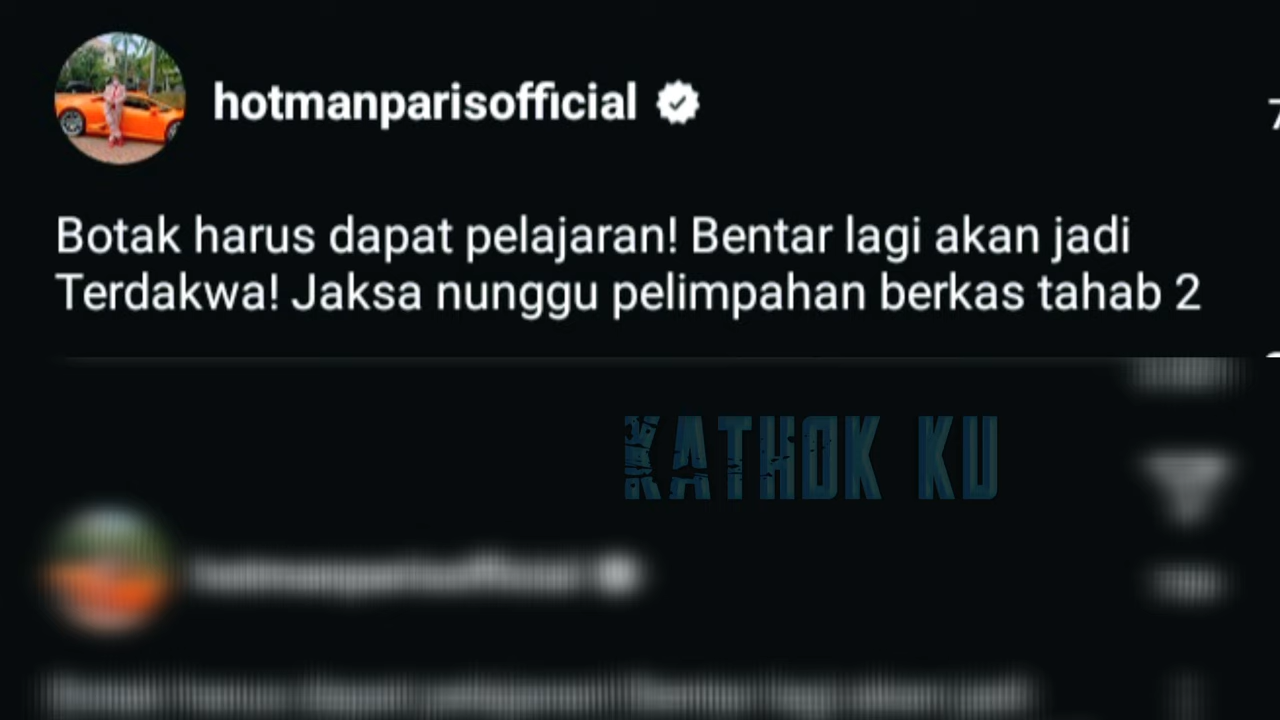 hotmanparisofficial
Botak harus dapat pelajaran! Bentar lagi akan jadi
Terdakwa! Jaksa nunggu pelimpahan berkas tahab 2
KATHOK KU